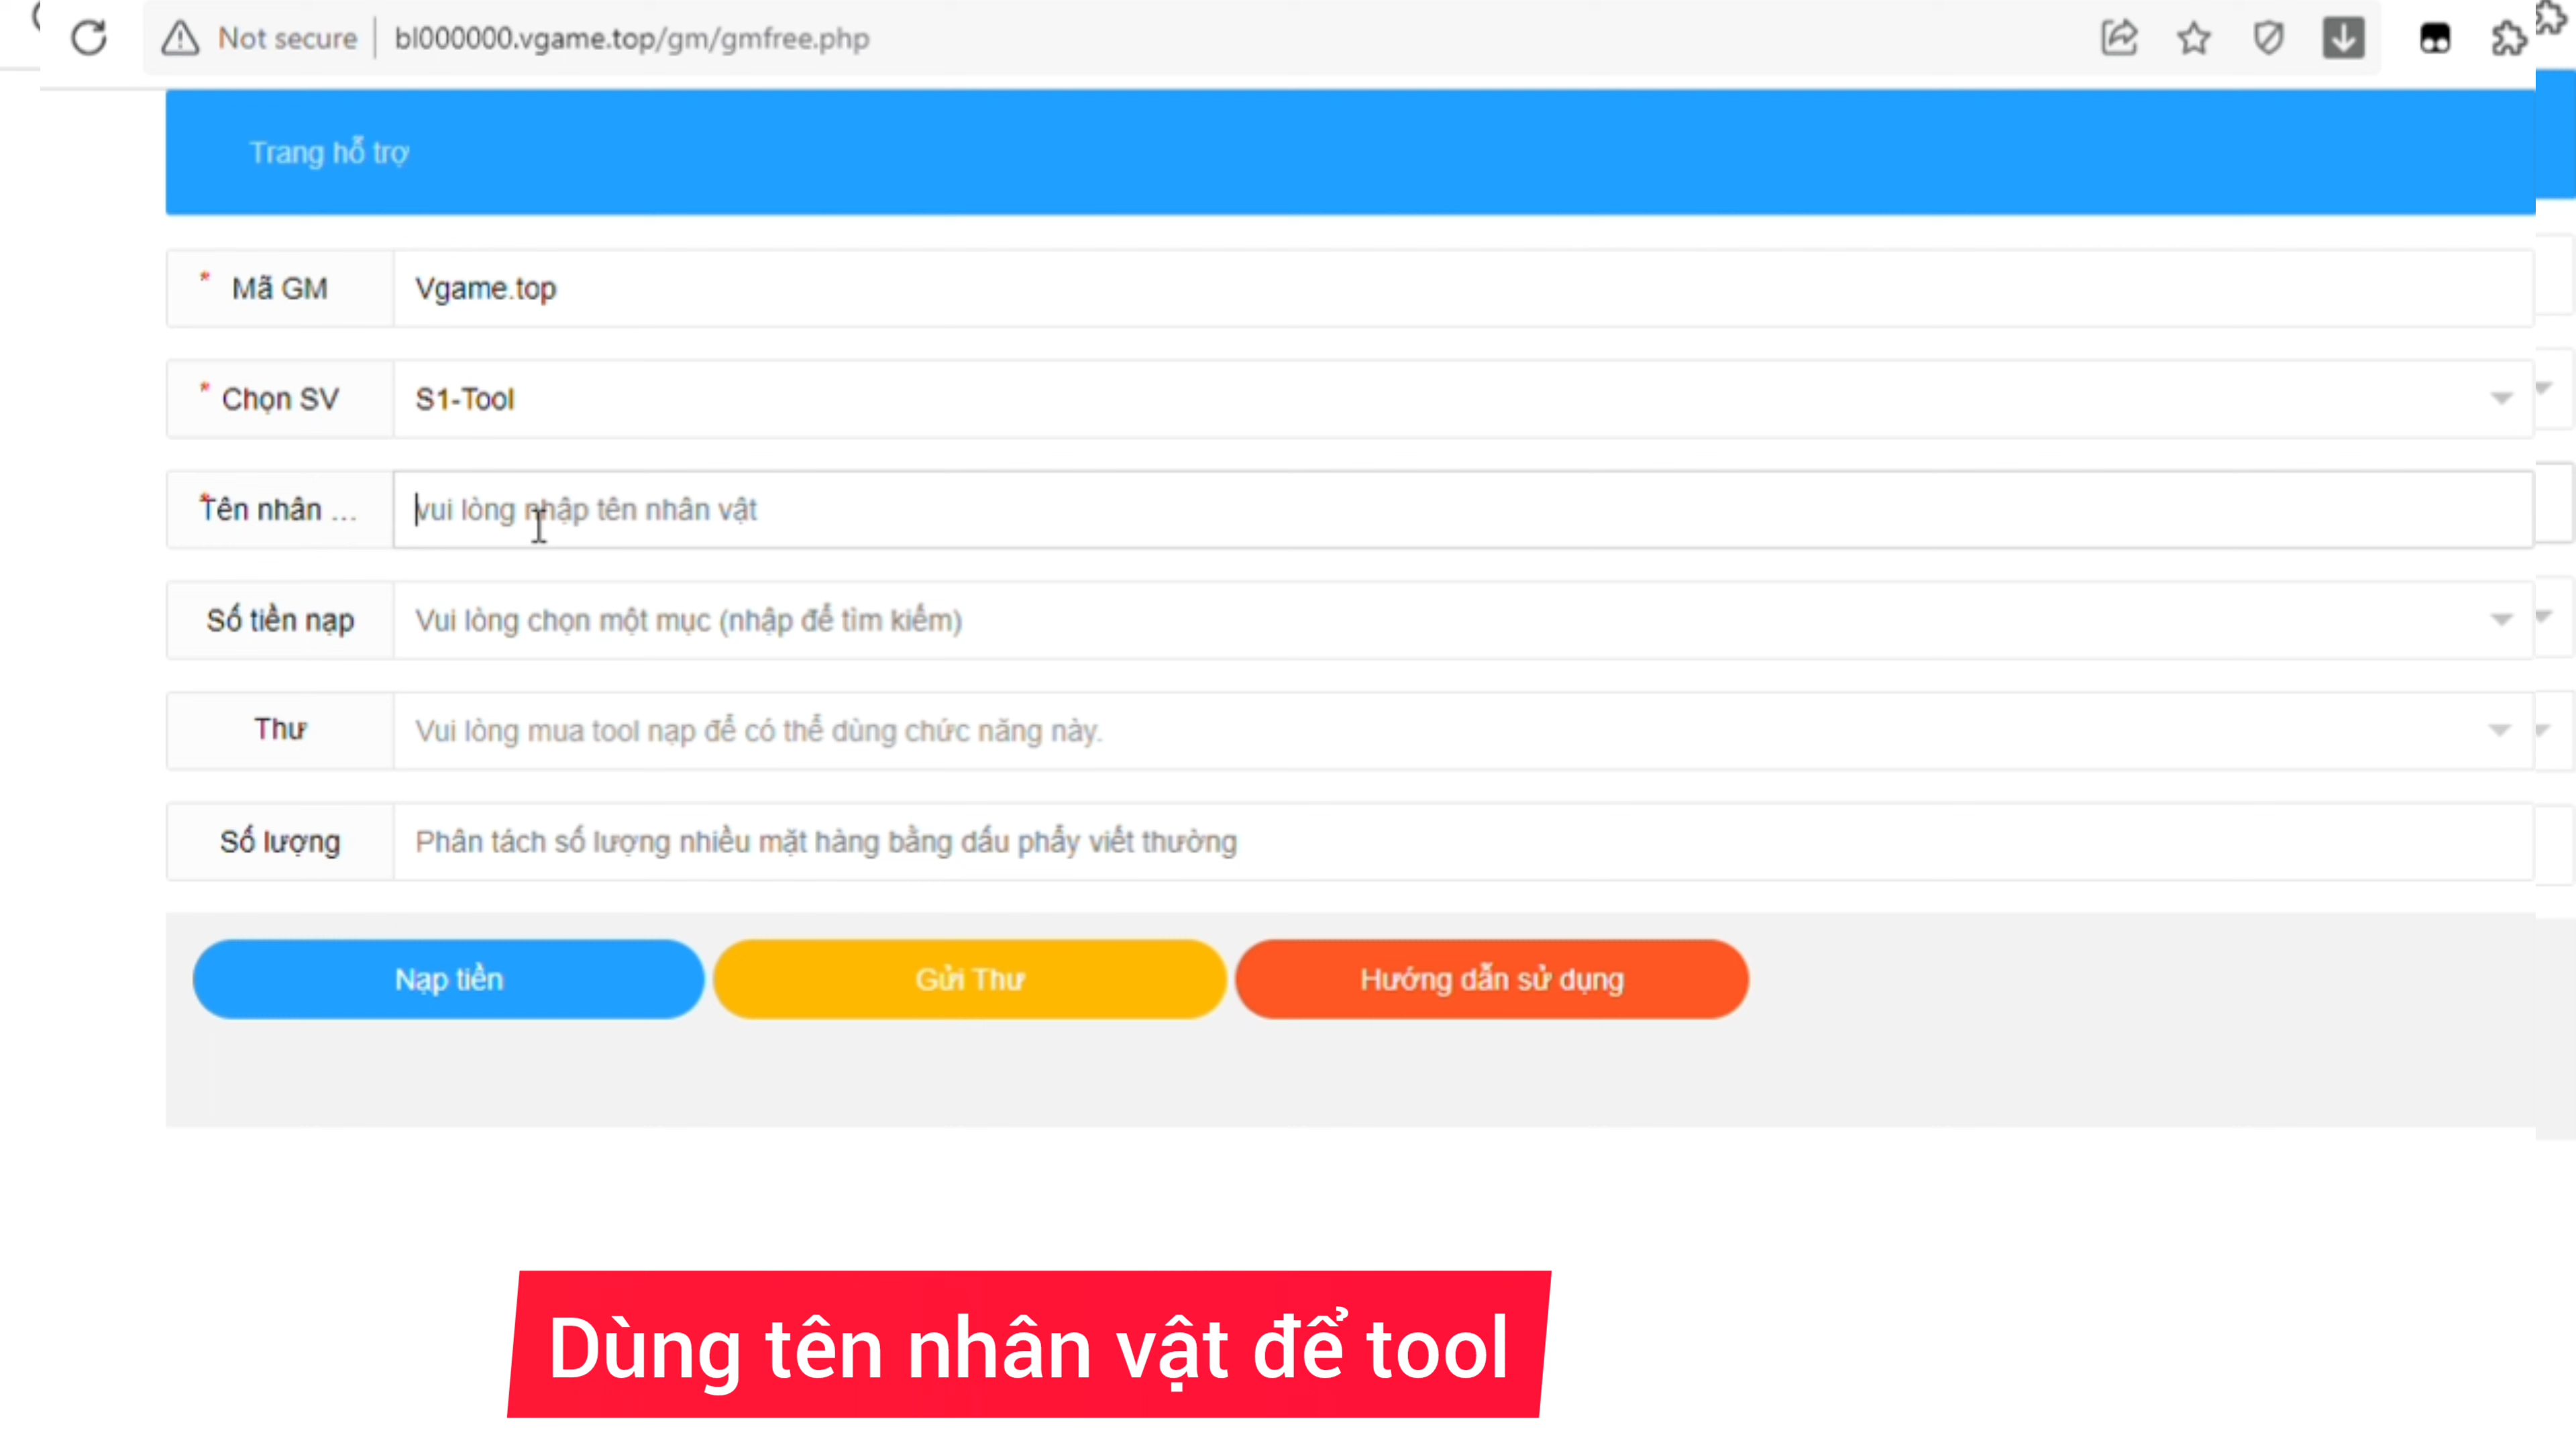 Not secure bl000000.vgame.top/gm/gmfree.php
Trang hỗ trợ
* Mã GM Vgame.top
* Chọn SV S1-Tool
* Tên nhân ... vui lòng nhập tên nhân vật
Số tiền nạp Vui lòng chọn một mục (nhập để tìm kiếm)
Thư Vui lòng mua tool nạp để có thể dùng chức năng này.
Số lượng Phân tách số lượng nhiều mặt hàng bằng dấu phẩy viết thường
Nạp tiền Gửi Thư Hướng dẫn sử dụng
Dùng tên nhân vật để tool